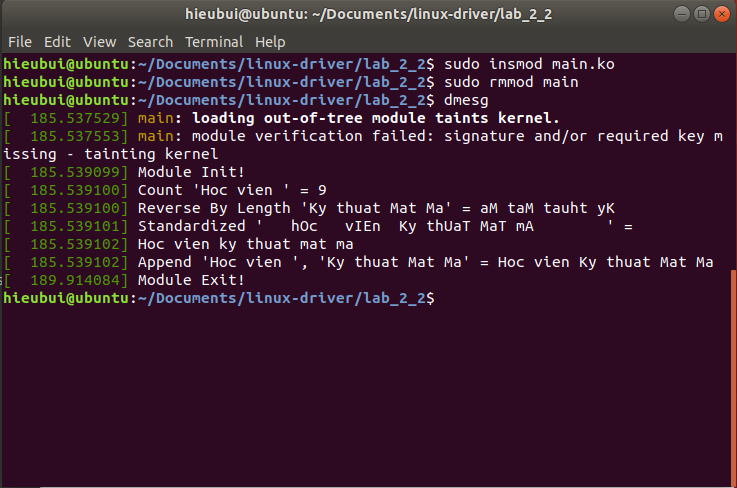 hieubui@ubuntu: ~/Documents/linux-driver/lab_2_2
File Edit View Search Terminal Help
hieubui@ubuntu:~/Documents/linux-driver/lab_2_2$ sudo insmod main.ko
hieubui@ubuntu:~/Documents/linux-driver/lab_2_2$ sudo rmmod main
hieubui@ubuntu:~/Documents/linux-driver/lab_2_2$ dmesg
[  185.537529] main: loading out-of-tree module taints kernel.
[  185.537553] main: module verification failed: signature and/or required key m
issing - tainting kernel
[  185.539099] Module Init!
[  185.539100] Count 'Hoc vien ' = 9
[  185.539100] Reverse By Length 'Ky thuat Mat Ma' = aM taM tauht yK
[  185.539101] Standardized '   hOc   vIEn  Ky thUaT MaT mA        ' =
[  185.539102] Hoc vien ky thuat mat ma
[  185.539102] Append 'Hoc vien ', 'Ky thuat Mat Ma' = Hoc vien Ky thuat Mat Ma
[  189.914084] Module Exit!
hieubui@ubuntu:~/Documents/linux-driver/lab_2_2$